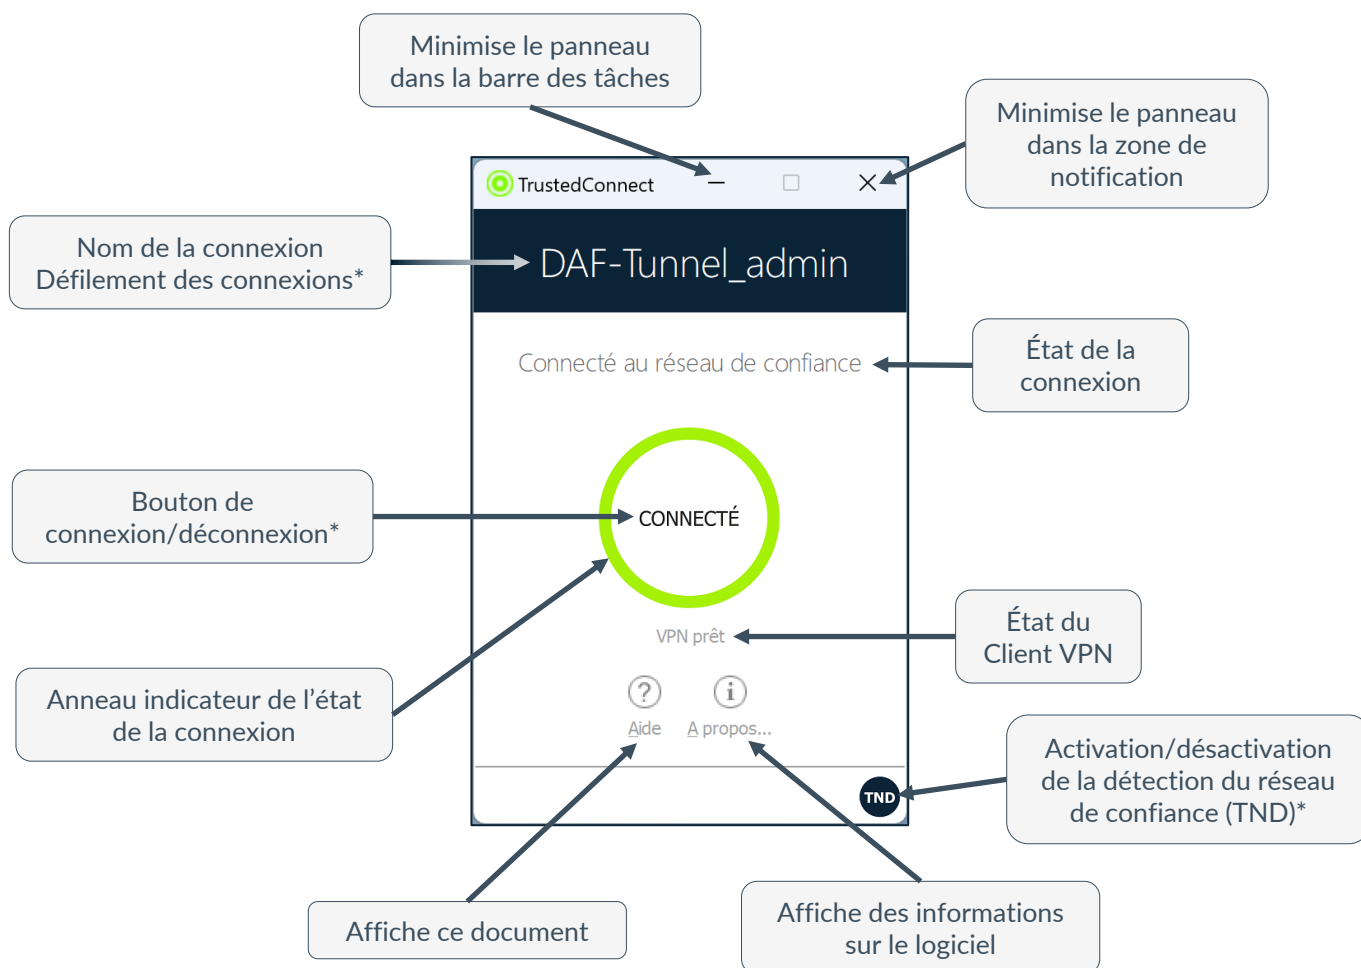 Minimise le panneau
dans la barre des tâches
Minimise le panneau
dans la zone de
notification
TrustedConnect
Nom de la connexion
Défilement des connexions*
DAF-Tunnel_admin
Connecté au réseau de confiance
État de la
connexion
Bouton de
connexion/déconnexion*
CONNECTÉ
VPN prêt
État du
Client VPN
Anneau indicateur de l’état
de la connexion
?
i
Aide
A propos...
TND
Activation/désactivation
de la détection du réseau
de confiance (TND)*
Affiche ce document
Affiche des informations
sur le logiciel